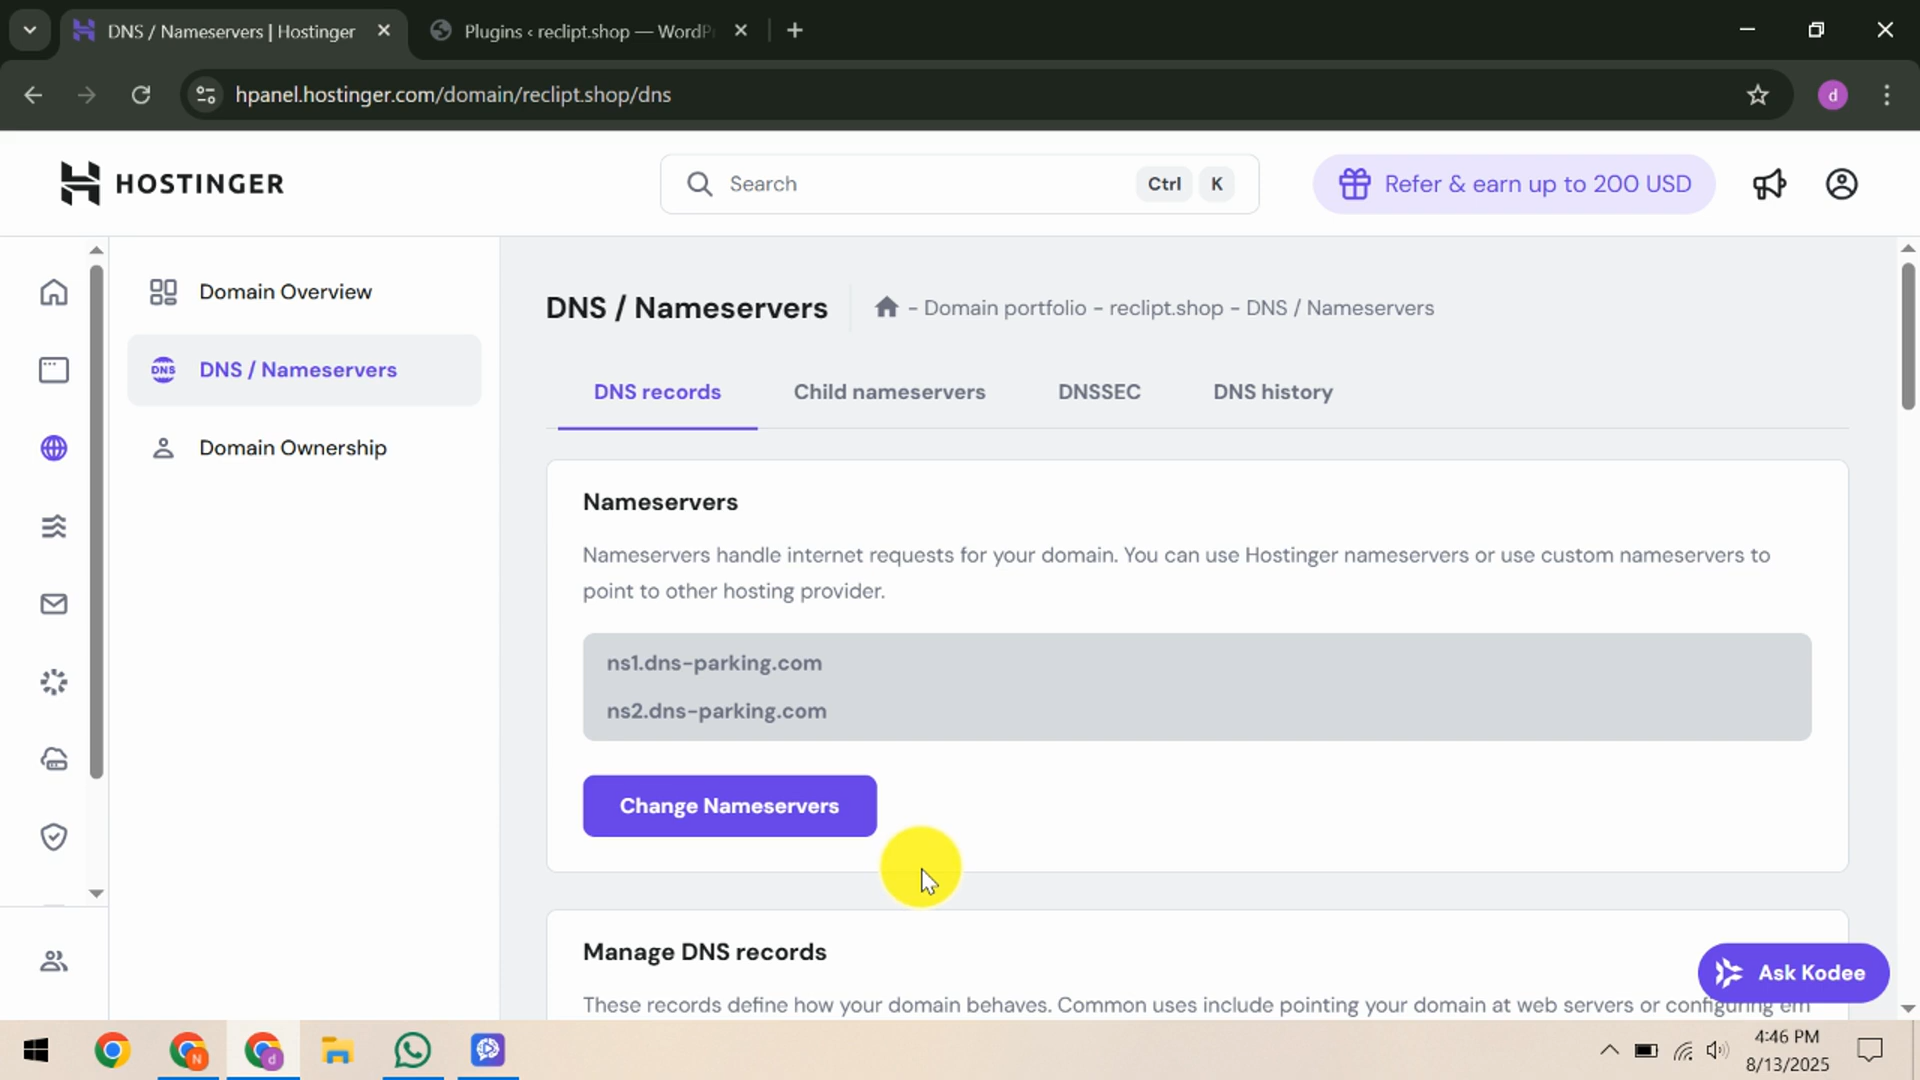 DNS / Nameservers | Hostinger
Plugins ‹ reclipt.shop — WordP
hpanel.hostinger.com/domain/reclipt.shop/dns
d
HOSTINGER
Search
Ctrl
K
Refer & earn up to 200 USD
Domain Overview
DNS
DNS / Nameservers
Domain Ownership
DNS / Nameservers
- Domain portfolio - reclipt.shop - DNS / Nameservers
DNS records
Child nameservers
DNSSEC
DNS history
Nameservers
Nameservers handle internet requests for your domain. You can use Hostinger nameservers or use custom nameservers to
point to other hosting provider.
ns1.dns-parking.com
ns2.dns-parking.com
Change Nameservers
Manage DNS records
These records define how your domain behaves. Common uses include pointing your domain at web servers or configuring em
Ask Kodee
N
d
4:46 PM
8/13/2025